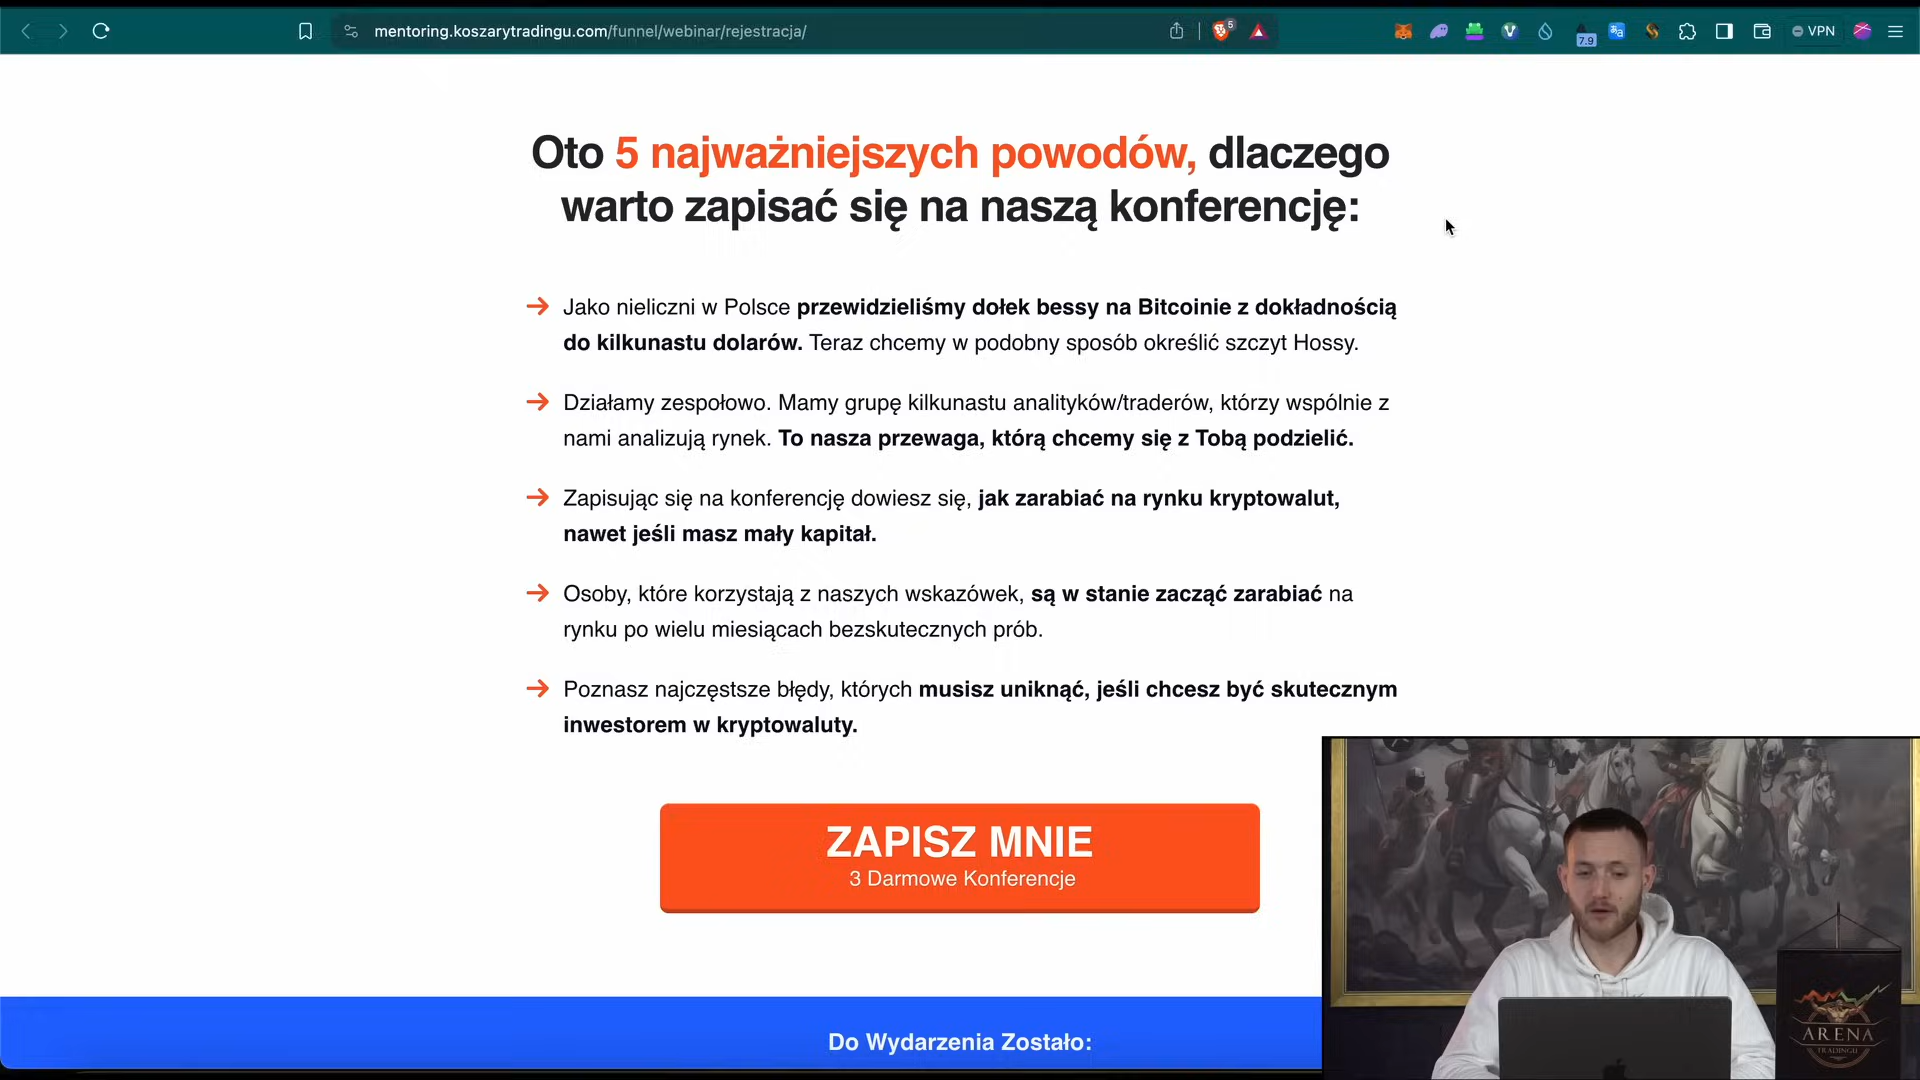 mentoring.koszarytradingu.com/funnel/webinar/rejestracja/
5
7.9
VPN
Oto 5 najważniejszych powodów, dlaczego
warto zapisać się na naszą konferencję:
Jako nieliczni w Polsce przewidzieliśmy dołek bessy na Bitcoinie z dokładnością
do kilkunastu dolarów. Teraz chcemy w podobny sposób określić szczyt Hossy.
Działamy zespołowo. Mamy grupę kilkunastu analityków/traderów, którzy wspólnie z
nami analizują rynek. To nasza przewaga, którą chcemy się z Tobą podzielić.
Zapisując się na konferencję dowiesz się, jak zarabiać na rynku kryptowalut,
nawet jeśli masz mały kapitał.
Osoby, które korzystają z naszych wskazówek, są w stanie zacząć zarabiać na
rynku po wielu miesiącach bezskutecznych prób.
Poznasz najczęstsze błędy, których musisz uniknąć, jeśli chcesz być skutecznym
inwestorem w kryptowaluty.
ZAPISZ MNIE
3 Darmowe Konferencje
Do Wydarzenia Zostało:
ARENA
TRADINGU